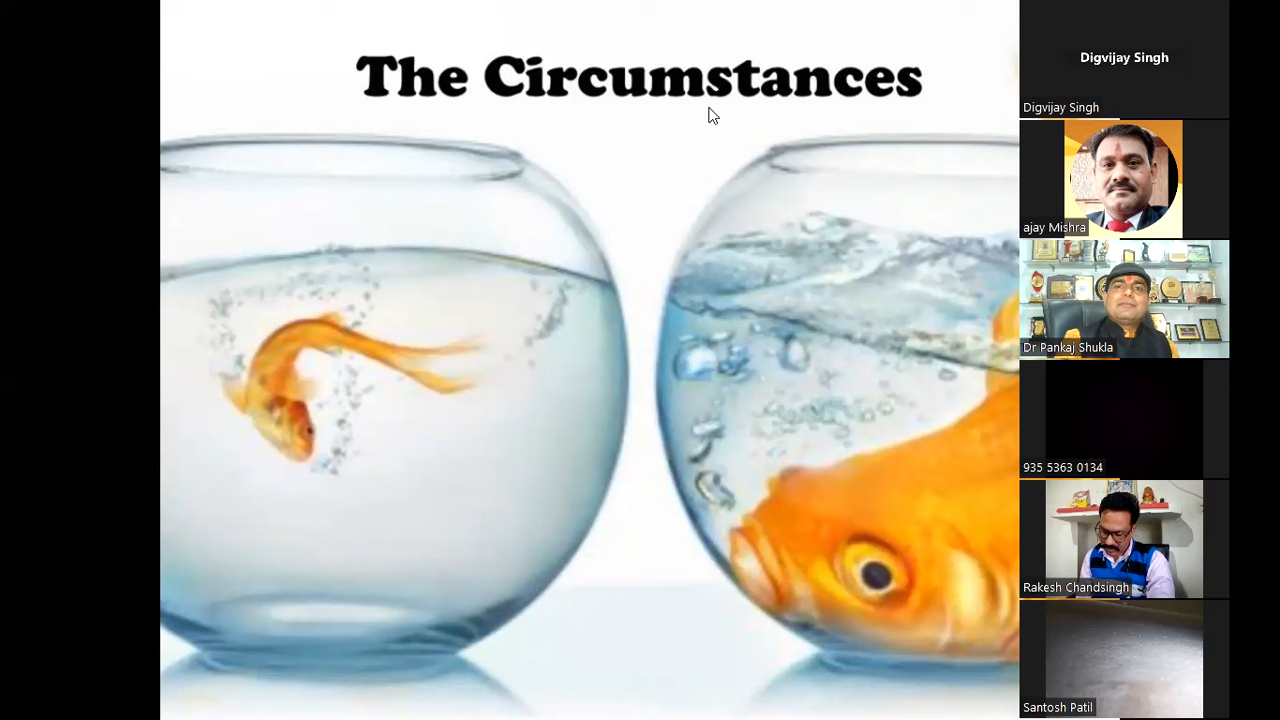 The Circumstances
Digvijay Singh
Digvijay Singh
ajay Mishra
Dr Pankaj Shukla
935 5363 0134
Rakesh Chandsingh
Santosh Patil